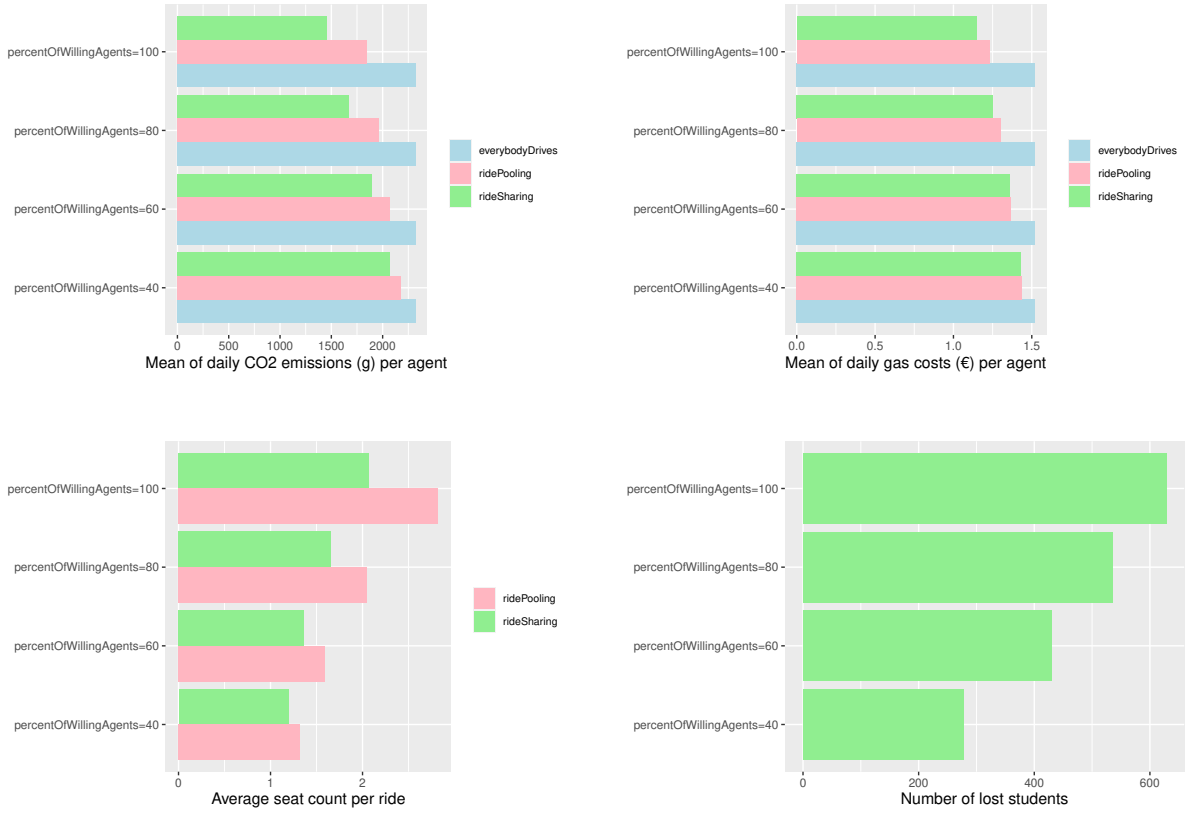 percentOfWillingAgents=100
percentOfWillingAgents=80
percentOfWillingAgents=60
percentOfWillingAgents=40
0 500 1000 1500 2000
Mean of daily CO2 emissions (g) per agent
everybodyDrives
ridePooling
rideSharing
percentOfWillingAgents=100
percentOfWillingAgents=80
percentOfWillingAgents=60
percentOfWillingAgents=40
0.0 0.5 1.0 1.5
Mean of daily gas costs (€) per agent
everybodyDrives
ridePooling
rideSharing
percentOfWillingAgents=100
percentOfWillingAgents=80
percentOfWillingAgents=60
percentOfWillingAgents=40
0 1 2
Average seat count per ride
ridePooling
rideSharing
percentOfWillingAgents=100
percentOfWillingAgents=80
percentOfWillingAgents=60
percentOfWillingAgents=40
0 200 400 600
Number of lost students